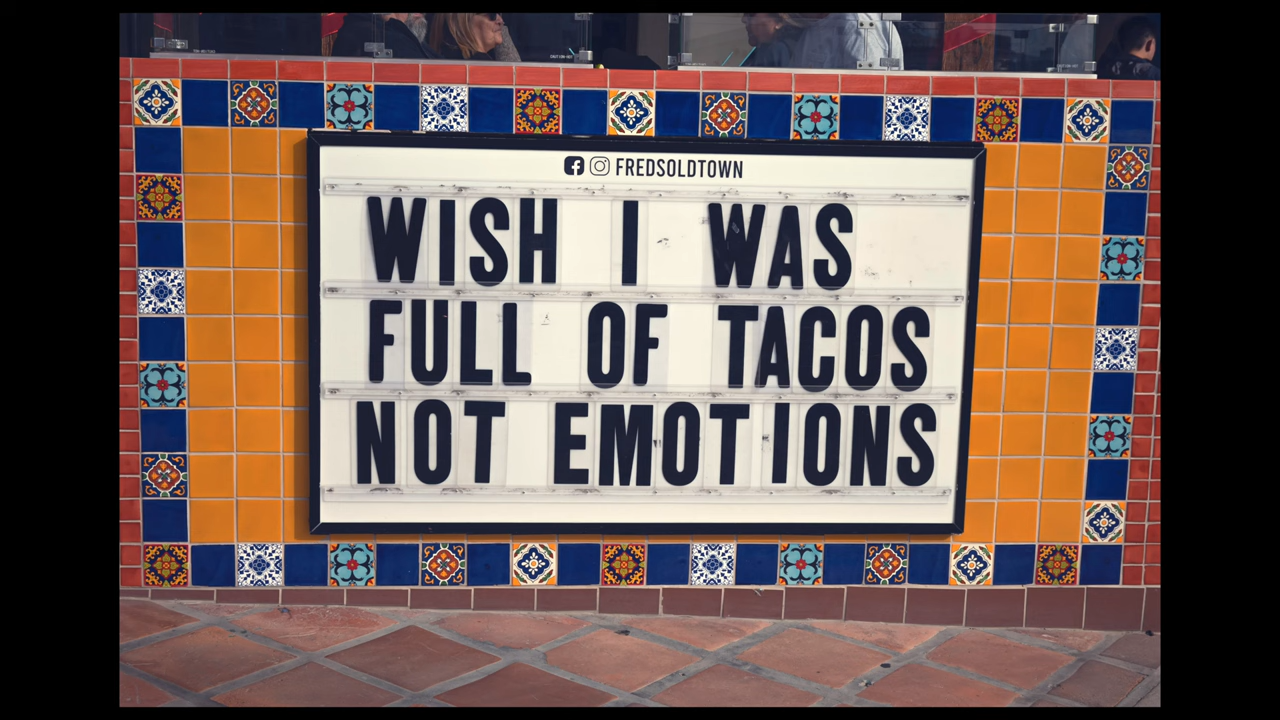 FREDSOLDTOWN
WISH I WAS
FULL OF TACOS
NOT EMOTIONS